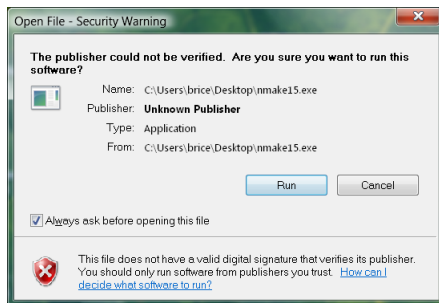 Open File - Security Warning
The publisher could not be verified.  Are you sure you want to run this
software?
Name: C:\Users\brice\Desktop\nmake15.exe
Publisher: Unknown Publisher
Type: Application
From: C:\Users\brice\Desktop\nmake15.exe
Run Cancel
Always ask before opening this file
This file does not have a valid digital signature that verifies its publisher.
You should only run software from publishers you trust. How can I
decide what software to run?